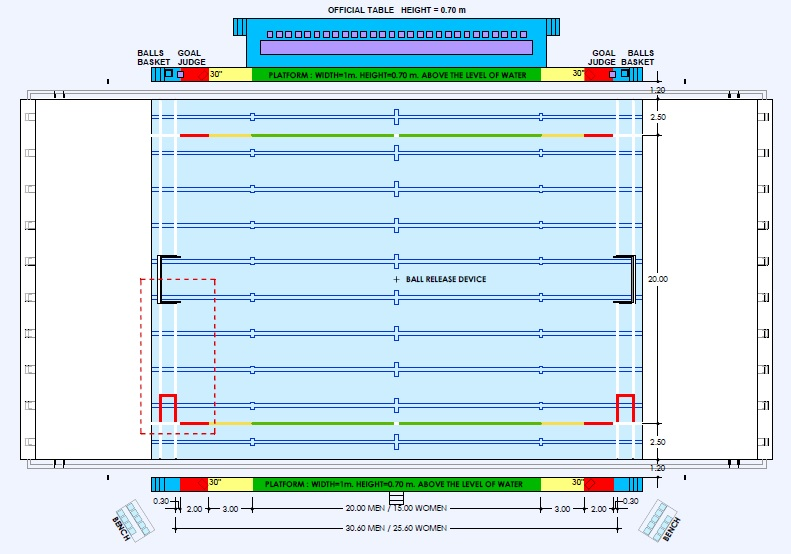 OFFICIAL TABLE HEIGHT = 0.70 m
BALLS BASKET
GOAL JUDGE
GOAL JUDGE
BALLS BASKET
30"
PLATFORM : WIDTH=1m. HEIGHT=0.70 m. ABOVE THE LEVEL OF WATER
30"
1.20
2.50
BALL RELEASE DEVICE
20.00
2.50
1.20
30"
PLATFORM : WIDTH=1m. HEIGHT=0.70 m. ABOVE THE LEVEL OF WATER
30"
0.30
2.00
3.00
20.00 MEN / 15.00 WOMEN
3.00
2.00
0.30
30.60 MEN / 25.60 WOMEN
BENCH
BENCH